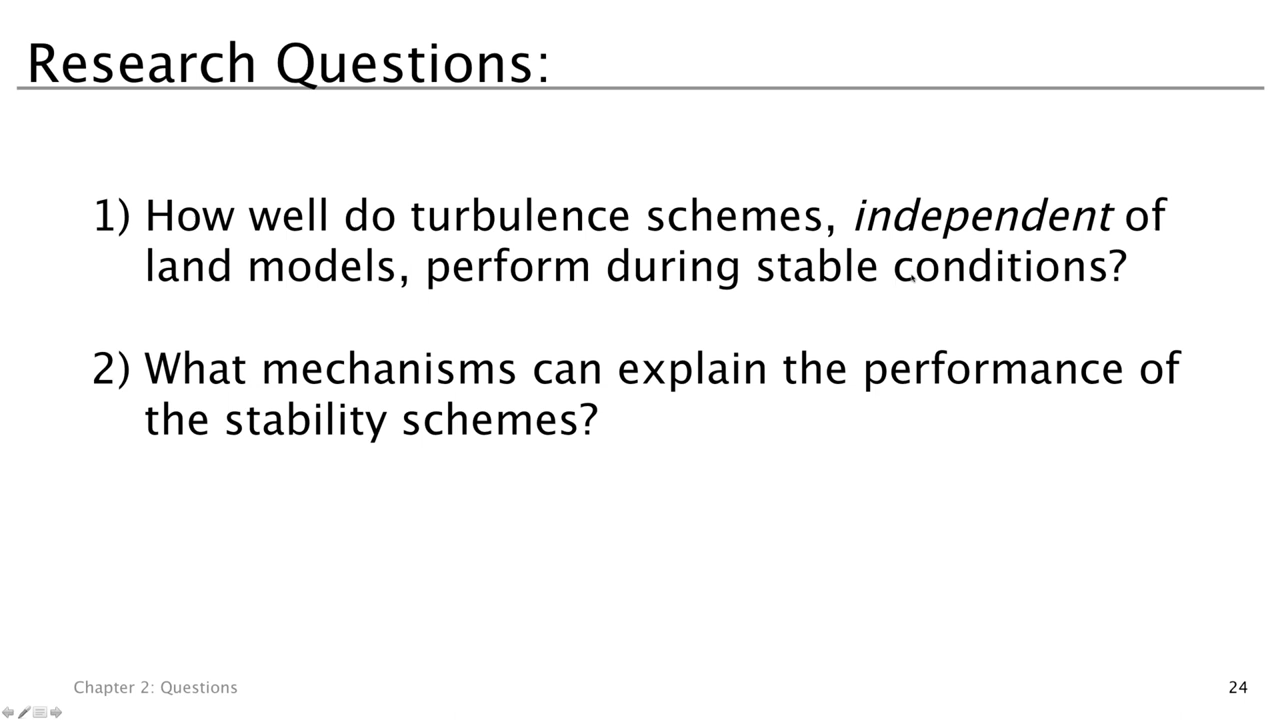 Research Questions:
1) How well do turbulence schemes, independent of
land models, perform during stable conditions?
2) What mechanisms can explain the performance of
the stability schemes?
Chapter 2: Questions
24